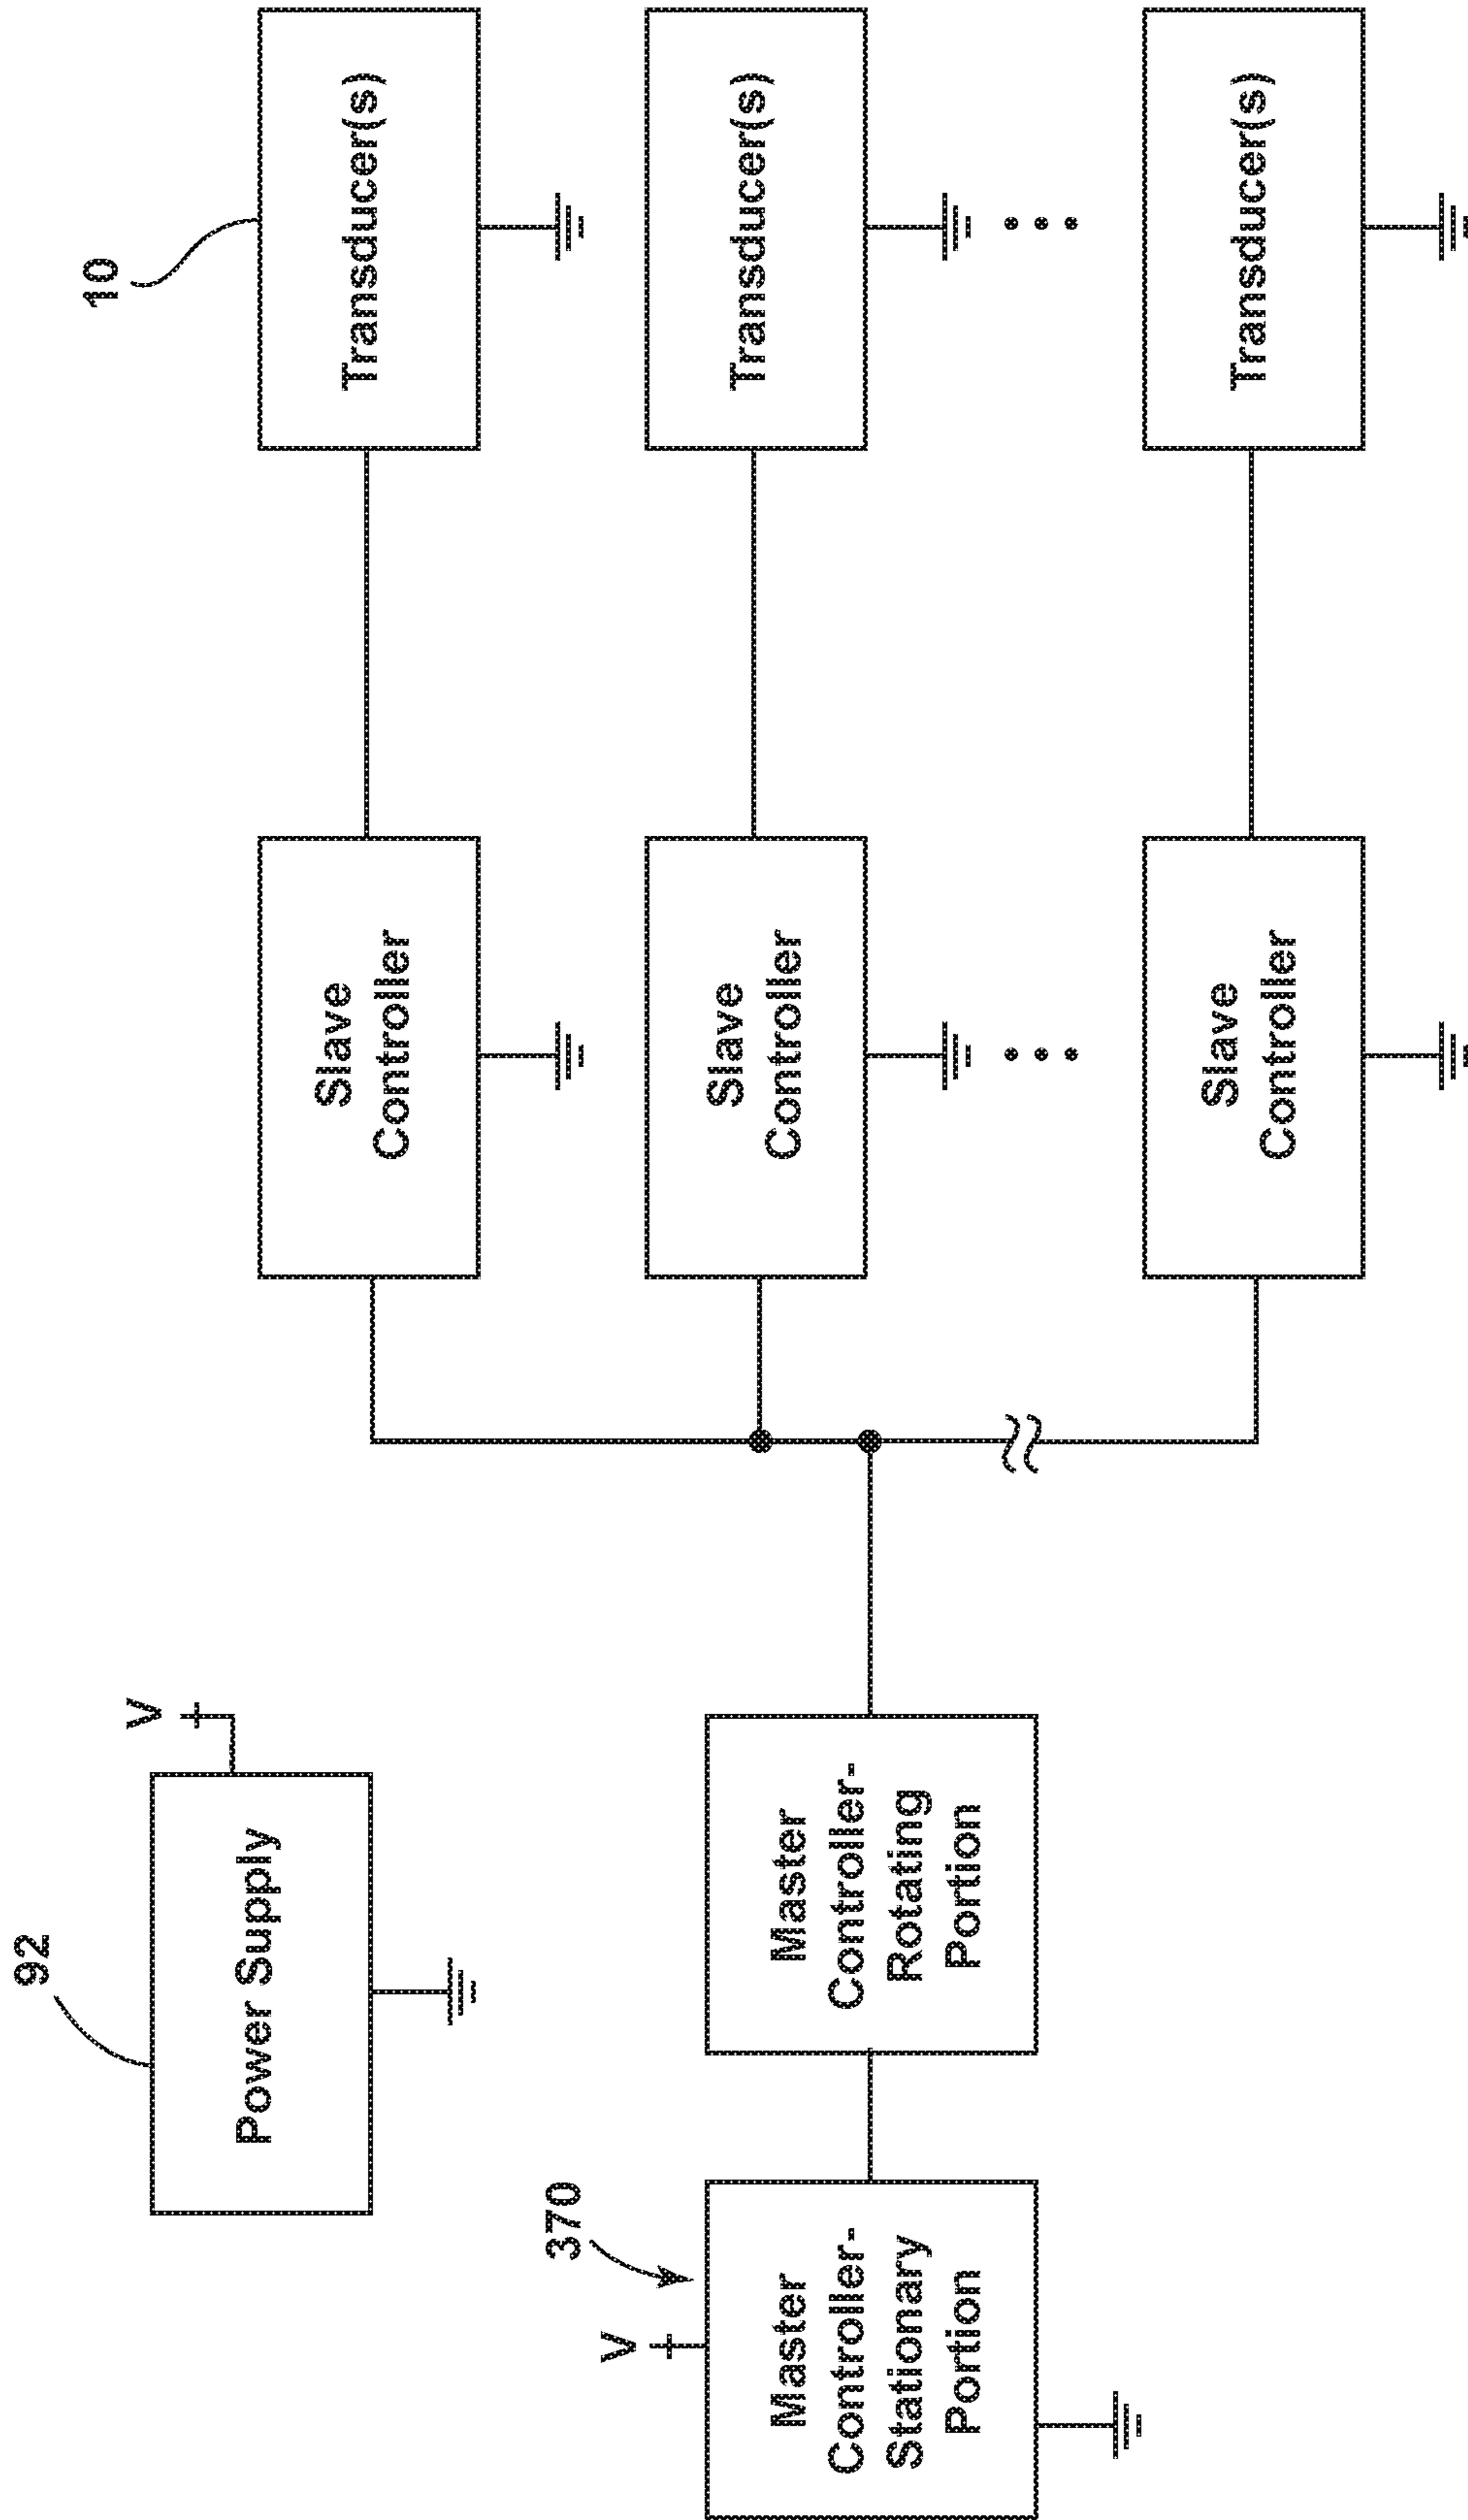 92
Power Supply
V
370
V
Master
Controller-
Stationary
Portion
Master
Controller-
Rotating
Portion
Slave
Controller
Slave
Controller
Slave
Controller
10
Transducer(s)
Transducer(s)
Transducer(s)